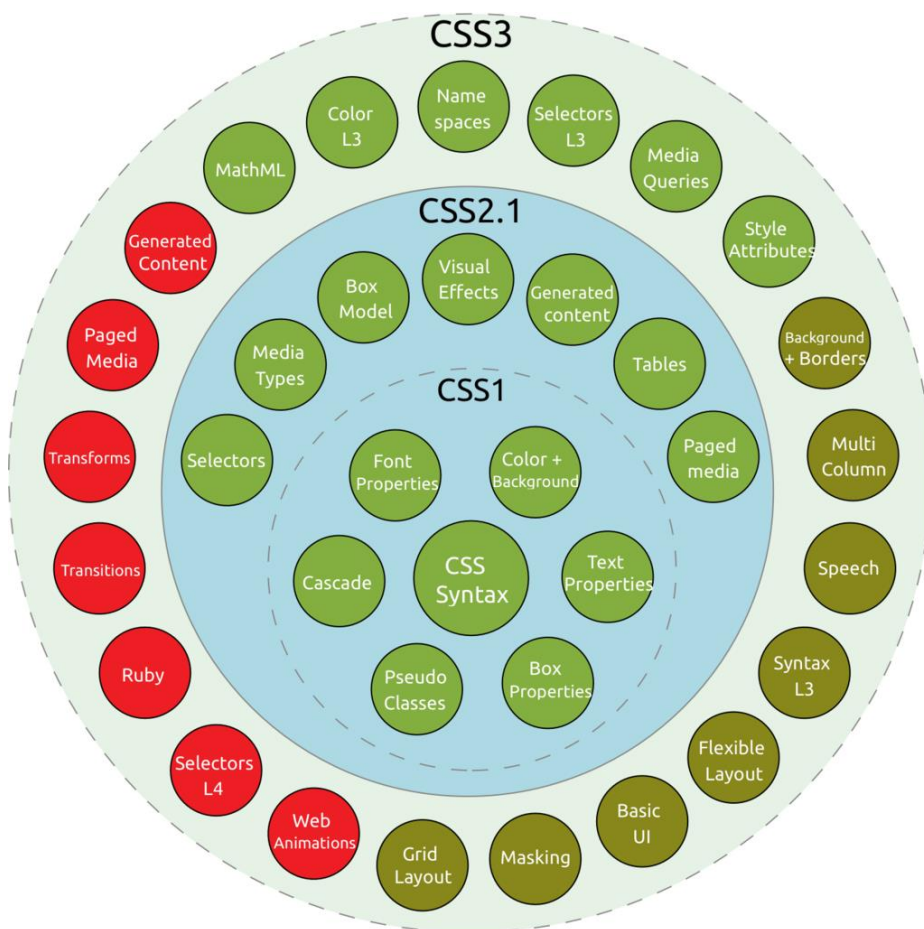 CSS3
Name
spaces
Color
L3
Selectors
L3
MathML
Media
Queries
Generated
Content
Style
Attributes
Paged
Media
Background
+ Borders
Transforms
Multi
Column
Transitions
Speech
Ruby
Syntax
L3
Selectors
L4
Flexible
Layout
Web
Animations
Basic
UI
Grid
Layout
Masking
CSS2.1
Visual
Effects
Box
Model
Generated
content
Media
Types
Tables
Selectors
Paged
media
CSS1
Font
Properties
Color +
Background
Cascade
CSS
Syntax
Text
Properties
Pseudo
Classes
Box
Properties